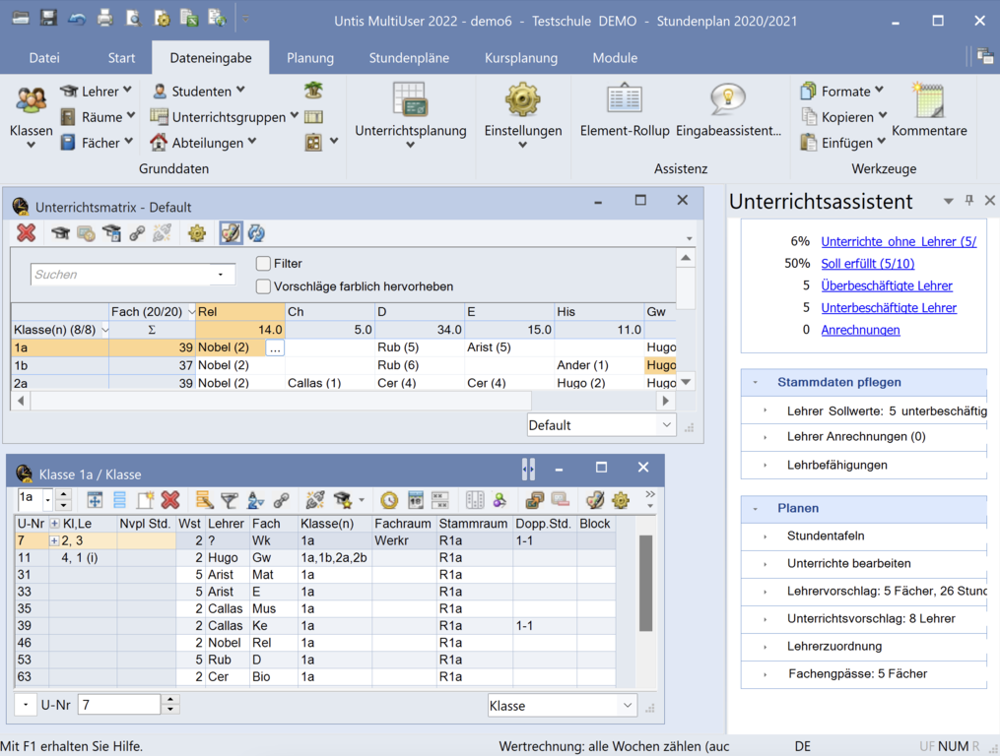 Untis MultiUser 2022 - demo6 - Testschule DEMO - Stundenplan 2020/2021
Datei Start Dateneingabe Planung Stundenpläne Kursplanung Module
Klassen
Lehrer
Räume
Fächer
Studenten
Unterrichtsgruppen
Abteilungen
Grunddaten
Unterrichtsplanung
Einstellungen
Element-Rollup Eingabeassistent...
Assistenz
Formate
Kopieren
Einfügen
Kommentare
Werkzeuge
Unterrichtsmatrix - Default
Suchen
Filter
Vorschläge farblich hervorheben
Fach (20/20) Rel Ch D E His Gw
Klasse(n) (8/8) Σ 14.0 5.0 34.0 15.0 11.0
1a 39 Nobel (2) ... Rub (5) Arist (5) Hugo
1b 37 Nobel (2) Rub (6) Ander (1) Hugo
2a 39 Nobel (2) Callas (1) Cer (4) Cer (4) Hugo (2) Hugo
Default
Klasse 1a / Klasse
1a
U-Nr Kl,Le Nvpl Std. Wst Lehrer Fach Klasse(n) Fachraum Stammraum Dopp.Std. Block
7 2, 3 2 ? Wk 1a Werkr R1a 1-1
11 4, 1 (i) 2 Hugo Gw 1a,1b,2a,2b R1a
31 5 Arist Mat 1a R1a
33 5 Arist E 1a R1a
35 2 Callas Mus 1a R1a
39 2 Callas Ke 1a R1a 1-1
46 2 Nobel Rel 1a R1a
53 5 Rub D 1a R1a
63 2 Cer Bio 1a R1a
U-Nr 7
Klasse
Unterrichtsassistent
6% Unterrichte ohne Lehrer (5/
50% Soll erfüllt (5/10)
5 Überbeschäftigte Lehrer
5 Unterbeschäftigte Lehrer
0 Anrechnungen
Stammdaten pflegen
Lehrer Sollwerte: 5 unterbeschäftig
Lehrer Anrechnungen (0)
Lehrbefähigungen
Planen
Stundentafeln
Unterrichte bearbeiten
Lehrervorschlag: 5 Fächer, 26 Stund
Unterrichtsvorschlag: 8 Lehrer
Lehrerzuordnung
Fachengpässe: 5 Fächer
Mit F1 erhalten Sie Hilfe. Wertrechnung: alle Wochen zählen (auc DE UF NUM R